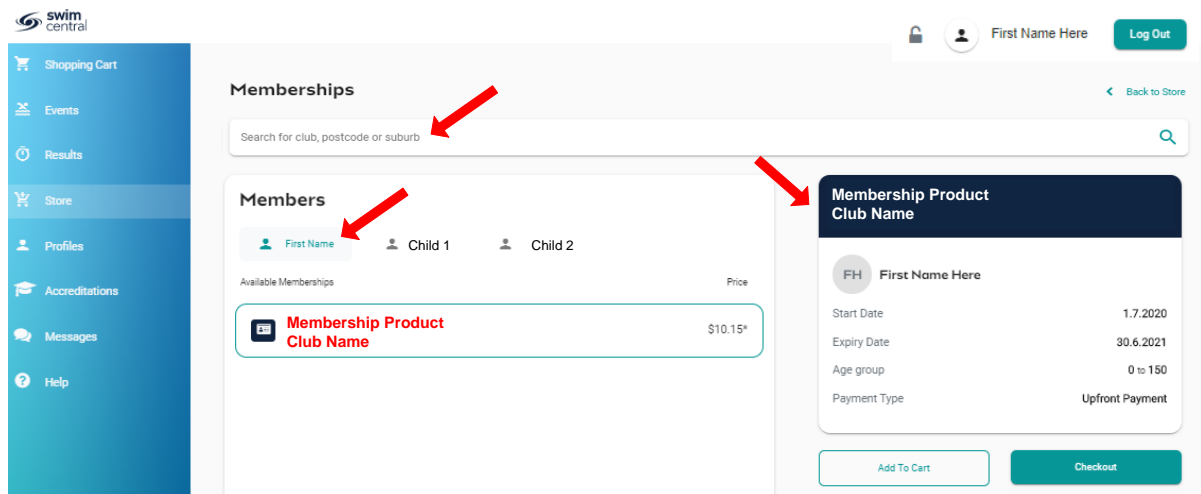 swim
central
First Name Here
Log Out
Shopping Cart
Events
Results
Store
Profiles
Accreditations
Messages
Help
Memberships
Back to Store
Search for club, postcode or suburb
Members
First Name
Child 1
Child 2
Available Memberships
Price
Membership Product
Club Name
$10.15*
Membership Product
Club Name
FH First Name Here
Start Date 1.7.2020
Expiry Date 30.6.2021
Age group 0 to 150
Payment Type Upfront Payment
Add To Cart
Checkout